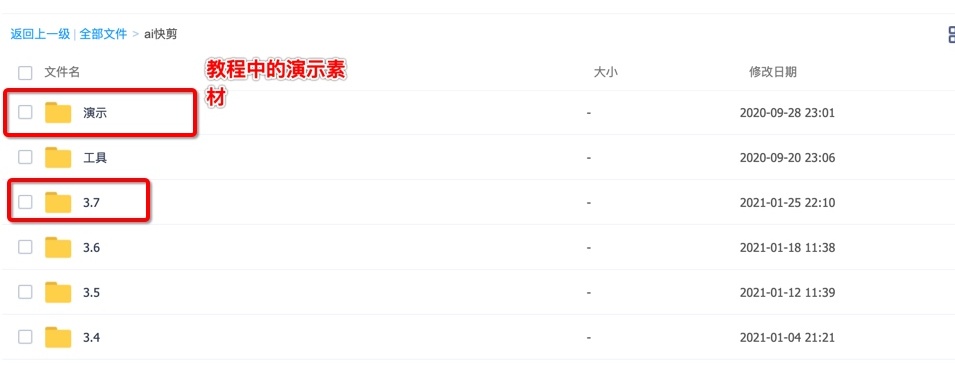 返回上一级 | 全部文件 > ai快剪
文件名 大小 修改日期
教程中的演示素
材
演示 - 2020-09-28 23:01
工具 - 2020-09-20 23:06
3.7 - 2021-01-25 22:10
3.6 - 2021-01-18 11:38
3.5 - 2021-01-12 11:39
3.4 - 2021-01-04 21:21